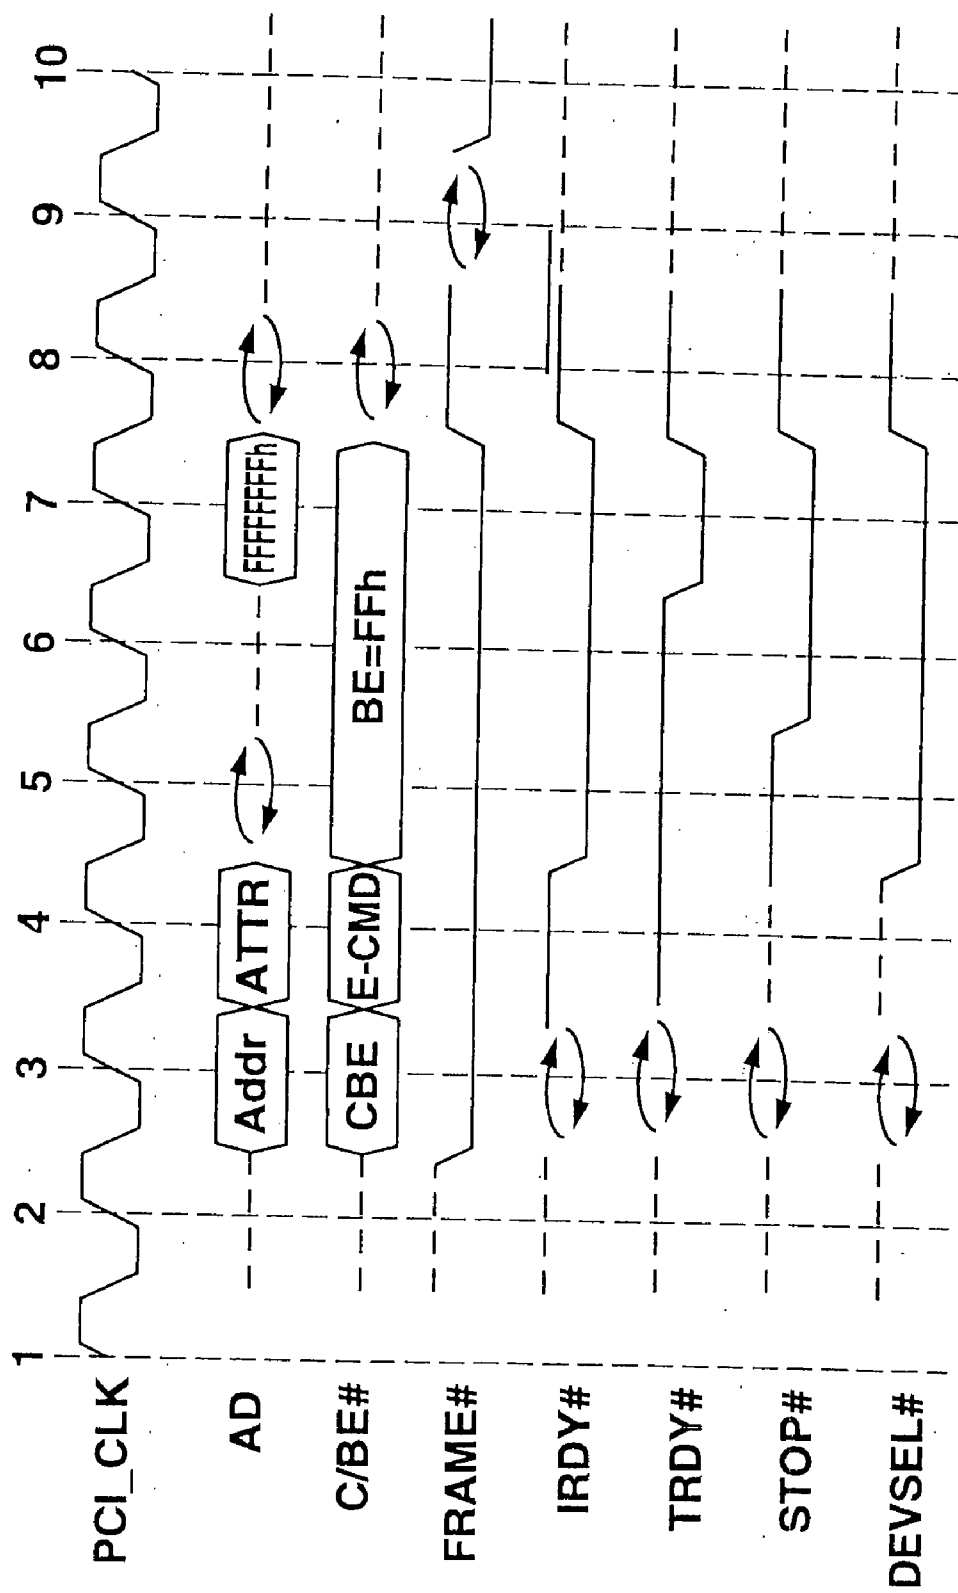 1 2 3 4 5 6 7 8 9 10
PCI_CLK
AD Addr ATTR FFFFFFFFh
C/BE# CBE E-CMD BE=FFh
FRAME#
IRDY#
TRDY#
STOP#
DEVSEL#